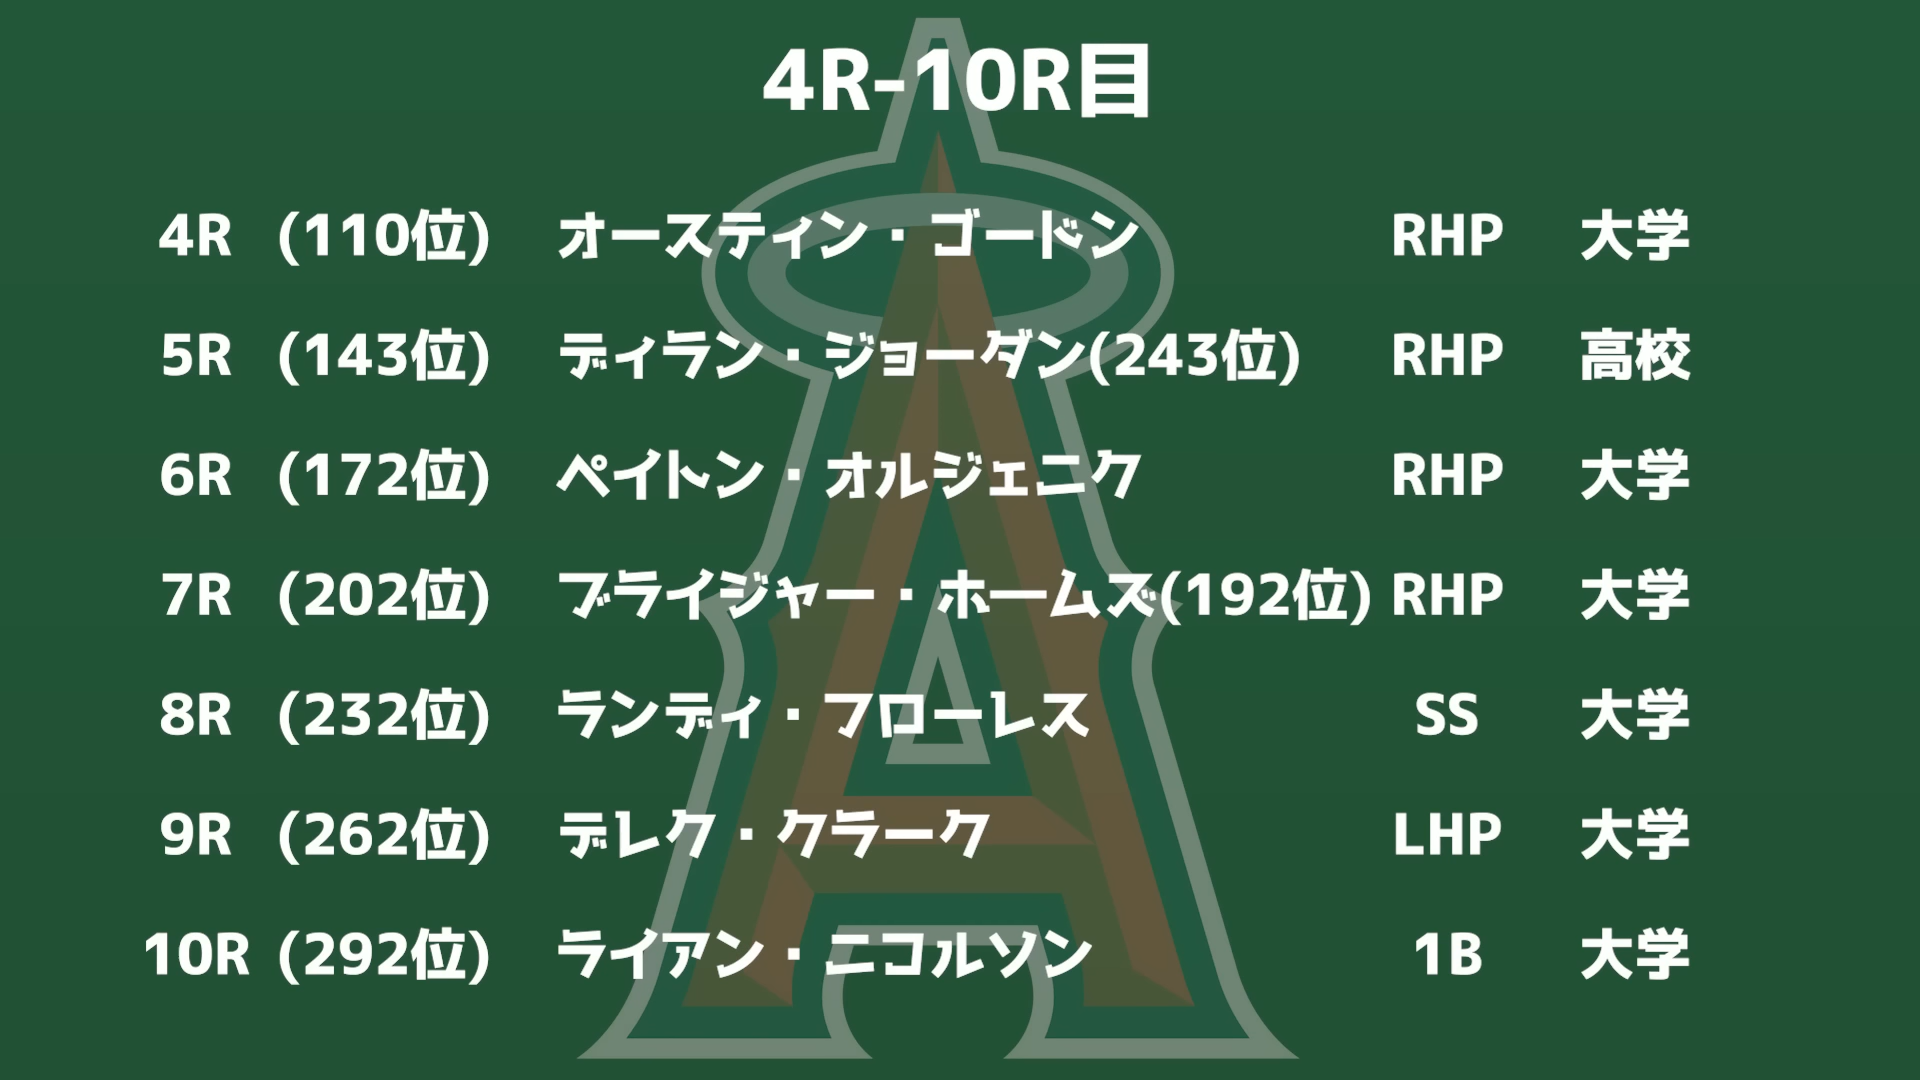 4R-10R目
4R (110位) オースティン・ゴードン RHP 大学
5R (143位) ディラン・ジョーダン(243位) RHP 高校
6R (172位) ペイトン・オルジェニク RHP 大学
7R (202位) ブライジャー・ホームズ(192位) RHP 大学
8R (232位) ランディ・フローレス SS 大学
9R (262位) デレク・クラーク LHP 大学
10R (292位) ライアン・ニコルソン 1B 大学